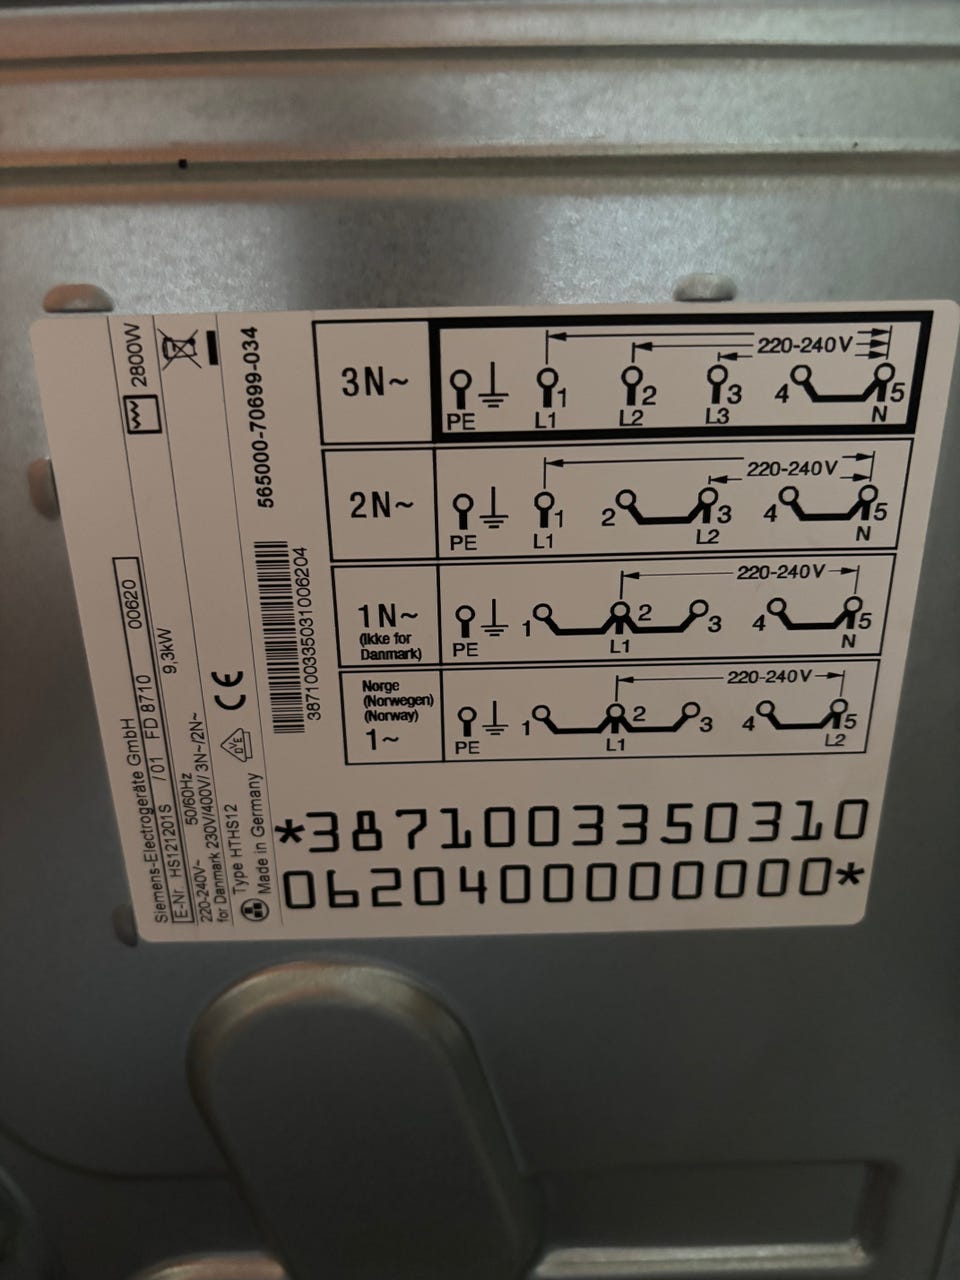 Siemens-Electrogeräte GmbH
E-Nr HS121201S /01 FD 8710 00620
220-240V~ 50/60Hz 9,3kW
for Danmark 230V/400V/ 3N~/2N~
Type HTHS12
Made in Germany
DVE
CE
2800W
565000-70699-034
387100335031006204
3N~
PE
L1
1
L2
2
L3
3
4
N
5
220-240V
2N~
PE
L1
1
2
L2
3
4
N
5
220-240V
1N~
(Ikke for
Danmark)
PE
1
L1
2
3
4
N
5
220-240V
Norge
(Norwegen)
(Norway)
1~
PE
1
L1
2
3
4
L2
5
220-240V
*3871003350310
0620400000000*